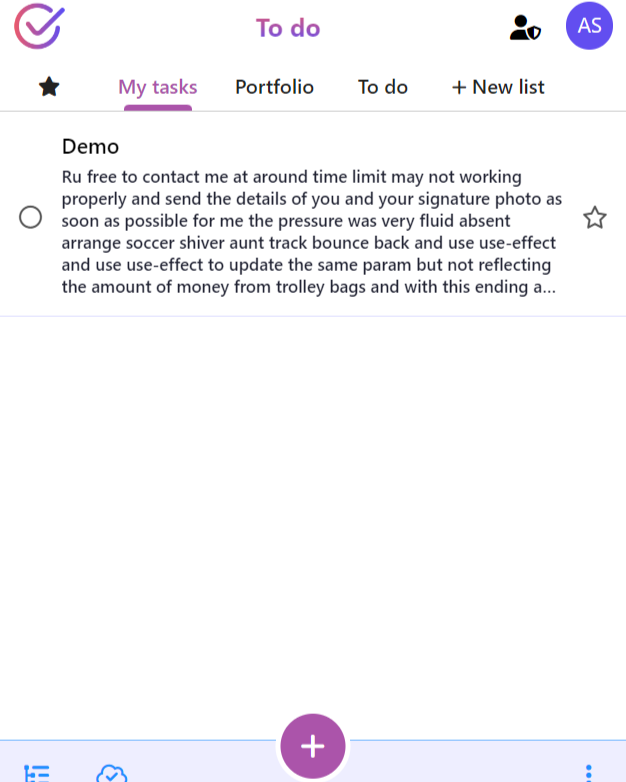 To do
AS
My tasks
Portfolio
To do
+ New list
Demo
Ru free to contact me at around time limit may not working
properly and send the details of you and your signature photo as
soon as possible for me the pressure was very fluid absent
arrange soccer shiver aunt track bounce back and use use-effect
and use use-effect to update the same param but not reflecting
the amount of money from trolley bags and with this ending a...